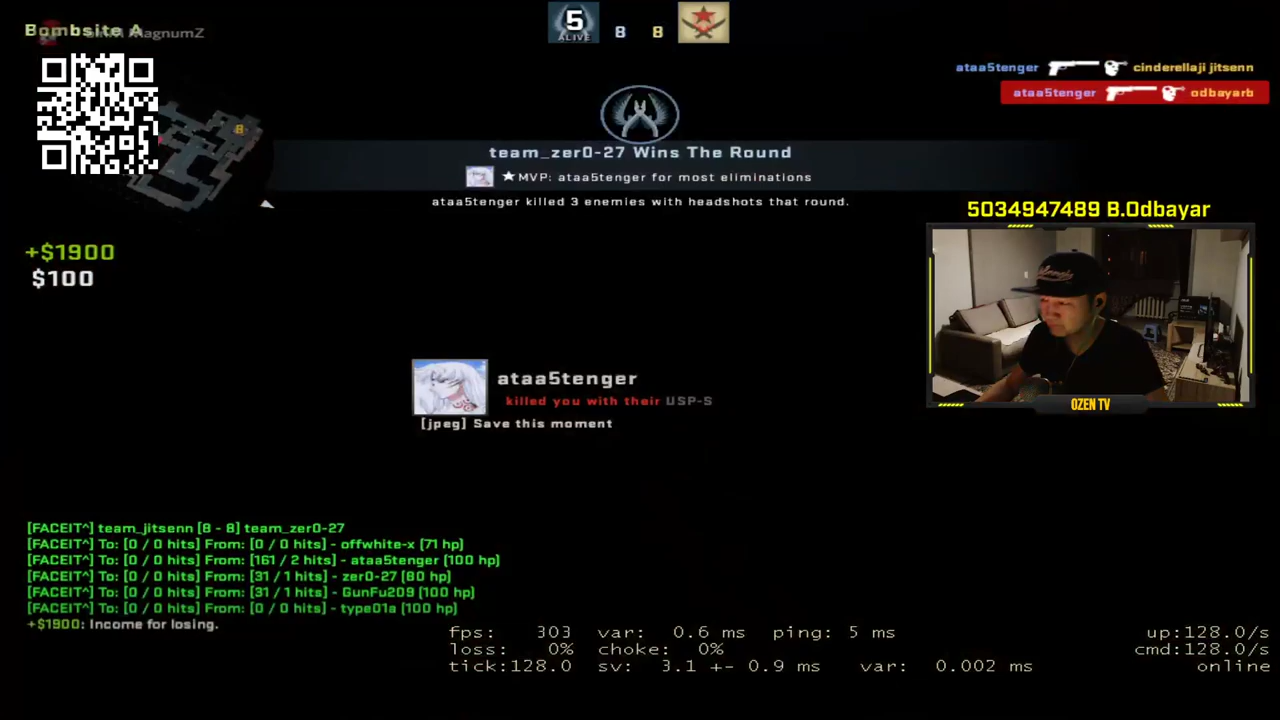 Bombsite A
MagnumZ
5
ALIVE
8 8
ataa5tenger cinderellaji jitsenn
ataa5tenger odbayarb
team_zer0-27 Wins The Round
★MVP: ataa5tenger for most eliminations
ataa5tenger killed 3 enemies with headshots that round.
B
+$1900
$100
5034947489 B.Odbayar
OZEN TV
ataa5tenger
killed you with their USP-S
[jpeg] Save this moment
[FACEIT^] team_jitsenn [8 - 8] team_zer0-27
[FACEIT^] To: [0 / 0 hits] From: [0 / 0 hits] - offwhite-x (71 hp)
[FACEIT^] To: [0 / 0 hits] From: [161 / 2 hits] - ataa5tenger (100 hp)
[FACEIT^] To: [0 / 0 hits] From: [31 / 1 hits] - zer0-27 (80 hp)
[FACEIT^] To: [0 / 0 hits] From: [31 / 1 hits] - GunFu209 (100 hp)
[FACEIT^] To: [0 / 0 hits] From: [0 / 0 hits] - type01a (100 hp)
+$1900: Income for losing.
fps: 303 var: 0.6 ms ping: 5 ms
loss: 0% choke: 0%
tick:128.0 sv: 3.1 +- 0.9 ms var: 0.002 ms
up:128.0/s
cmd:128.0/s
online